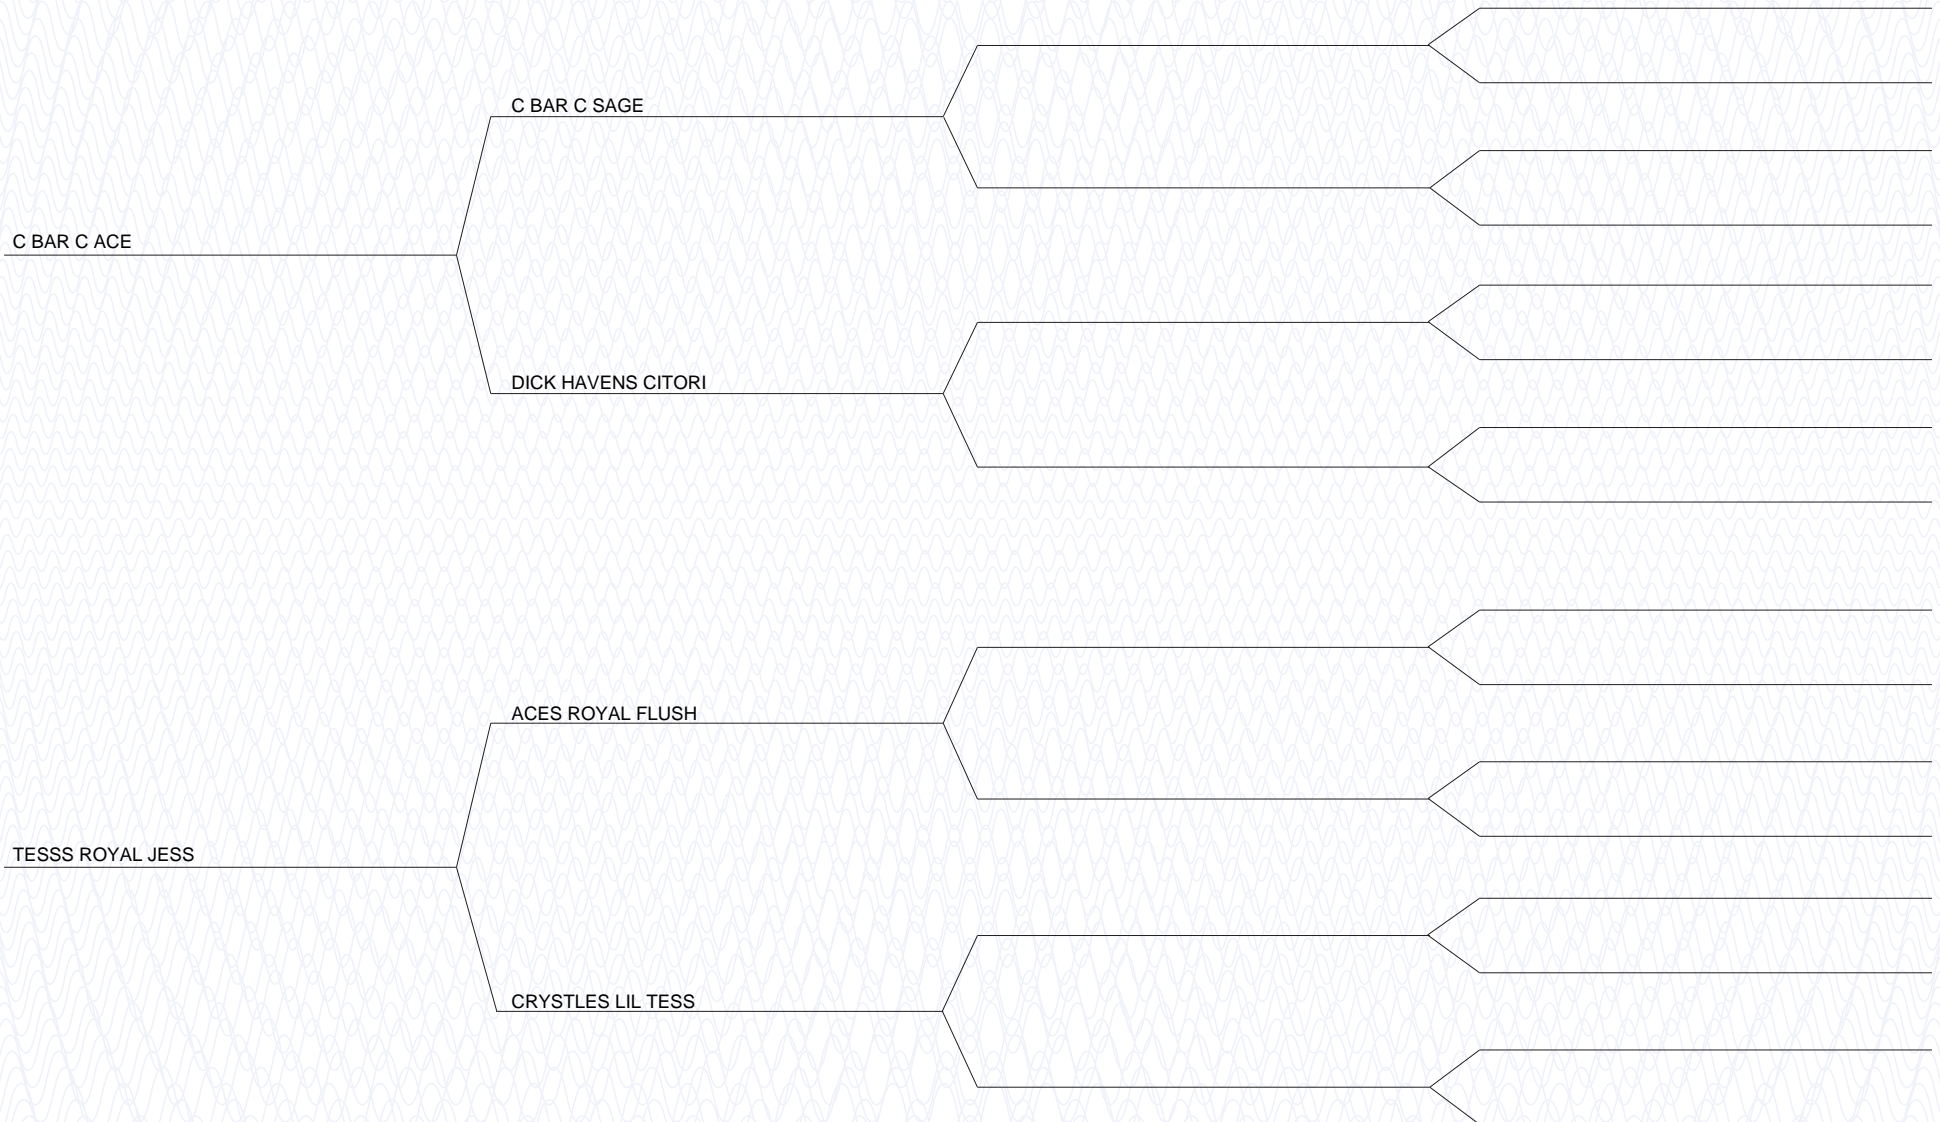 C BAR C SAGE
C BAR C ACE
DICK HAVENS CITORI
ACES ROYAL FLUSH
TESSS ROYAL JESS
CRYSTLES LIL TESS